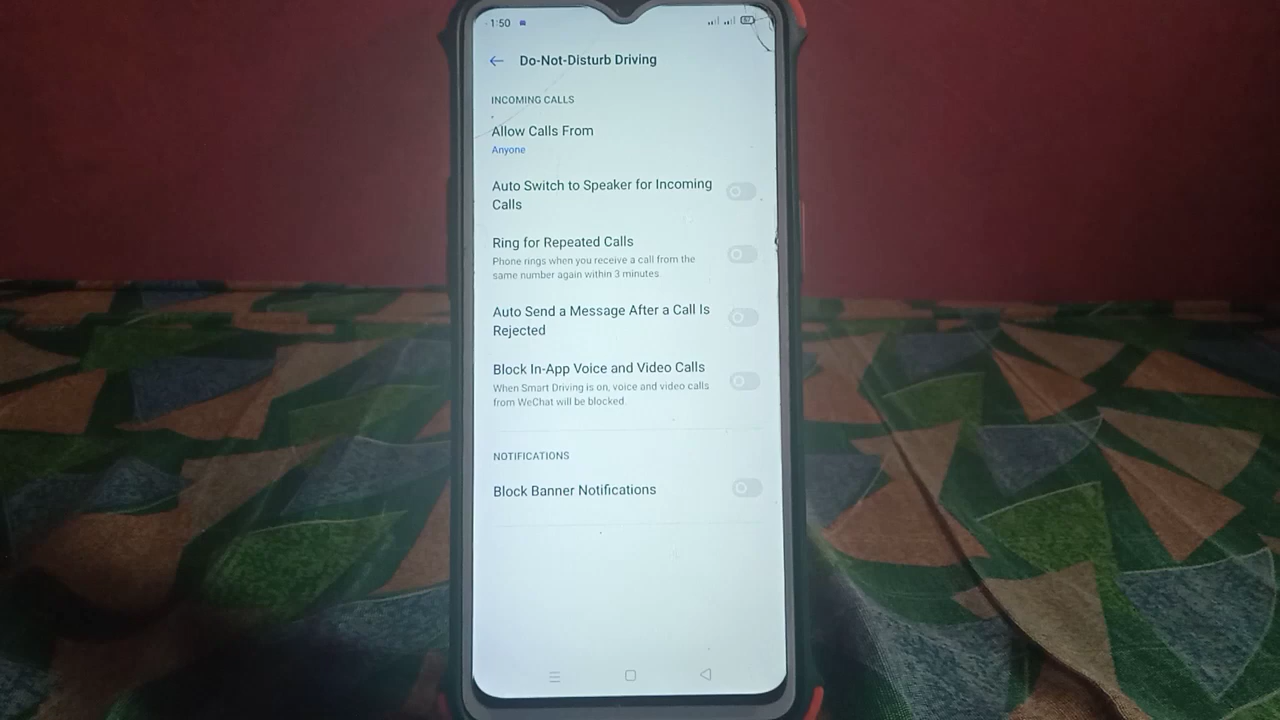 1:50
67
Do-Not-Disturb Driving
INCOMING CALLS
Allow Calls From
Anyone
Auto Switch to Speaker for Incoming
Calls
Ring for Repeated Calls
Phone rings when you receive a call from the
same number again within 3 minutes.
Auto Send a Message After a Call Is
Rejected
Block In-App Voice and Video Calls
When Smart Driving is on, voice and video calls
from WeChat will be blocked.
NOTIFICATIONS
Block Banner Notifications